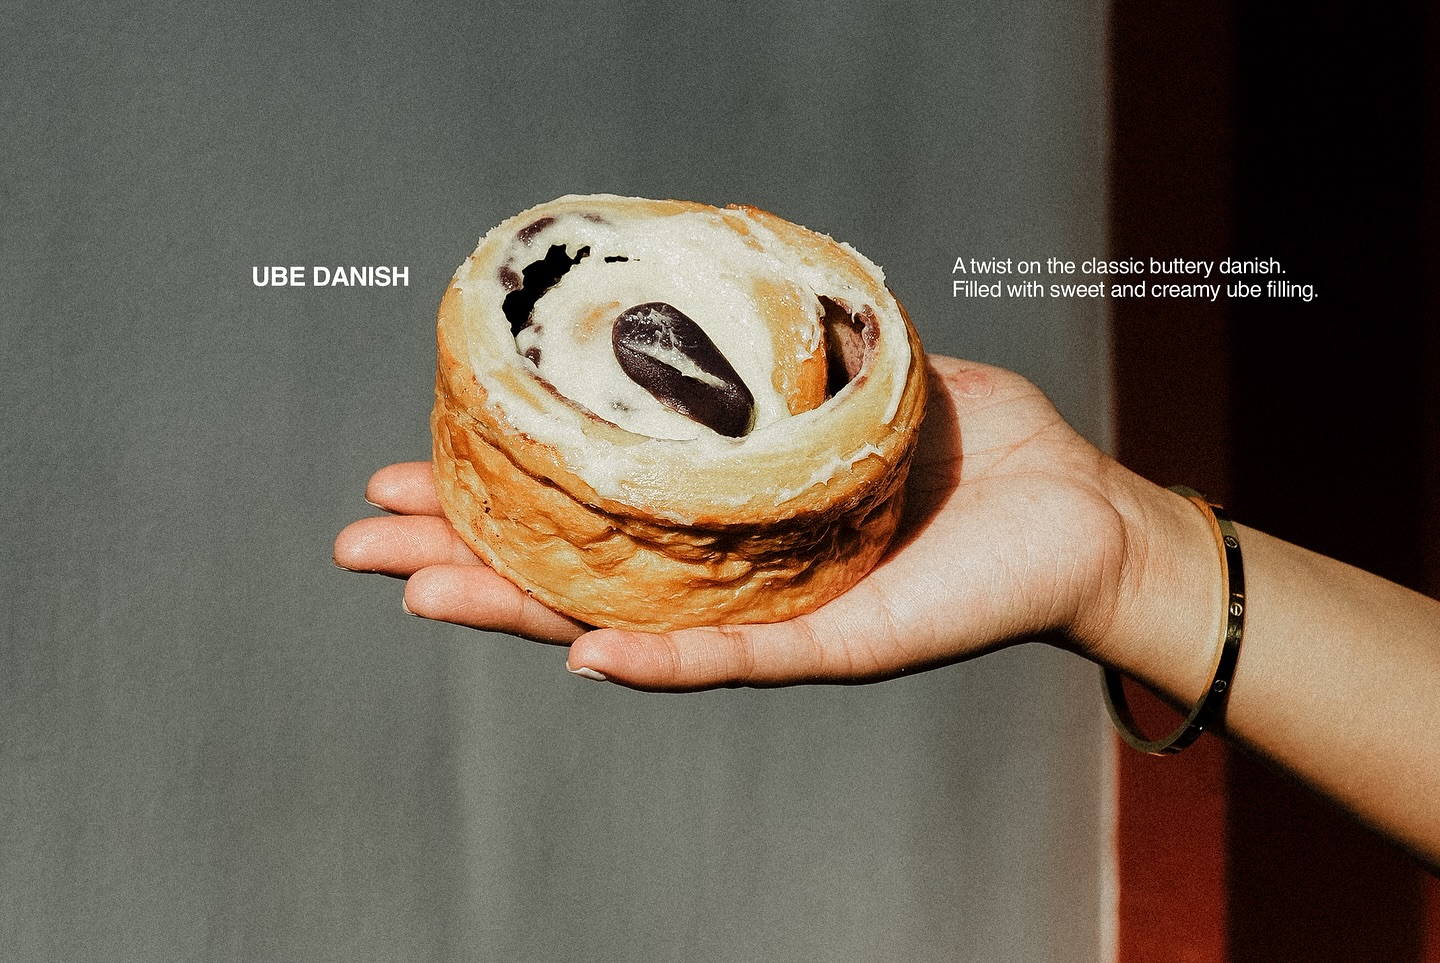 UBE DANISH
A twist on the classic buttery danish.
Filled with sweet and creamy ube filling.